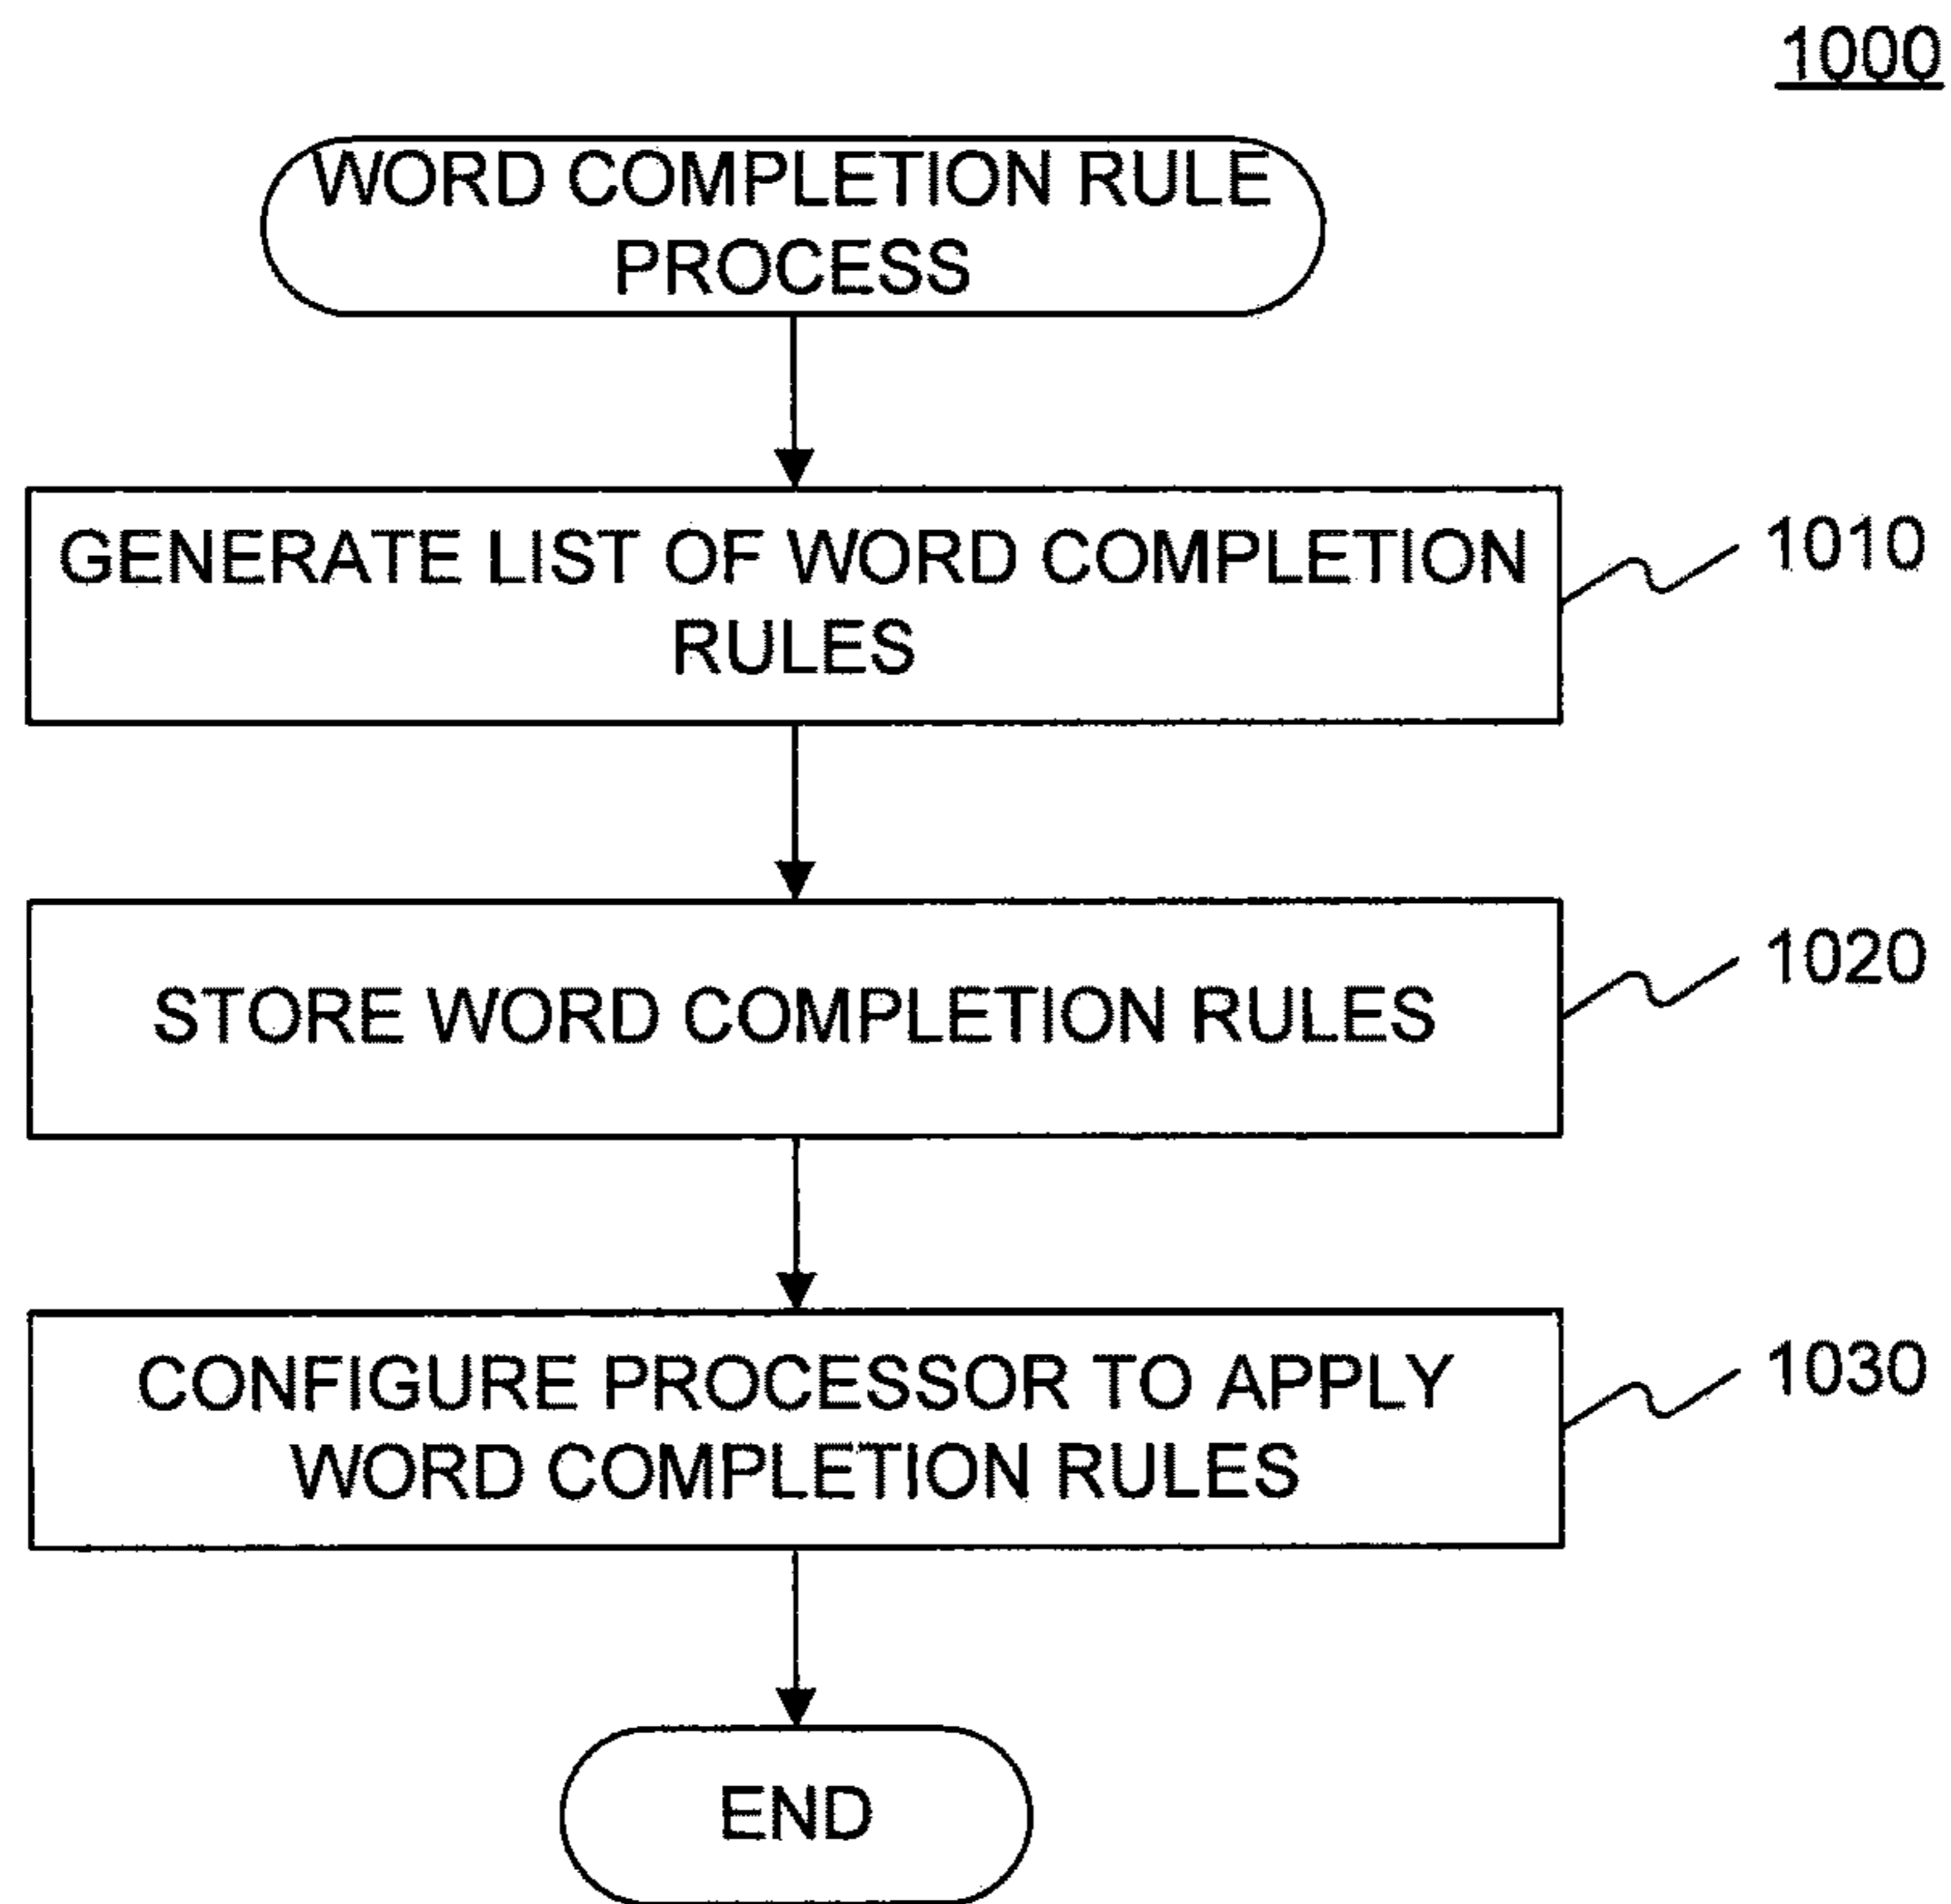 1000
WORD COMPLETION RULE
PROCESS
GENERATE LIST OF WORD COMPLETION
RULES
1010
STORE WORD COMPLETION RULES
1020
CONFIGURE PROCESSOR TO APPLY
WORD COMPLETION RULES
1030
END